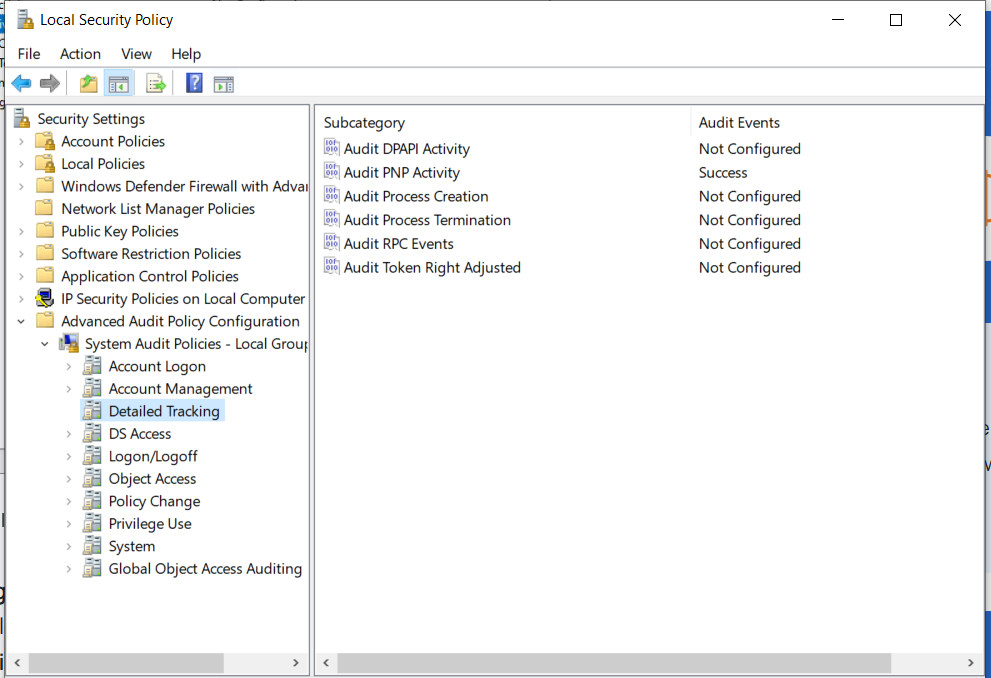 Local Security Policy
File Action View Help
Security Settings
Account Policies
Local Policies
Windows Defender Firewall with Advan
Network List Manager Policies
Public Key Policies
Software Restriction Policies
Application Control Policies
IP Security Policies on Local Computer
Advanced Audit Policy Configuration
System Audit Policies - Local Group
Account Logon
Account Management
Detailed Tracking
DS Access
Logon/Logoff
Object Access
Policy Change
Privilege Use
System
Global Object Access Auditing
Subcategory Audit Events
Audit DPAPI Activity Not Configured
Audit PNP Activity Success
Audit Process Creation Not Configured
Audit Process Termination Not Configured
Audit RPC Events Not Configured
Audit Token Right Adjusted Not Configured